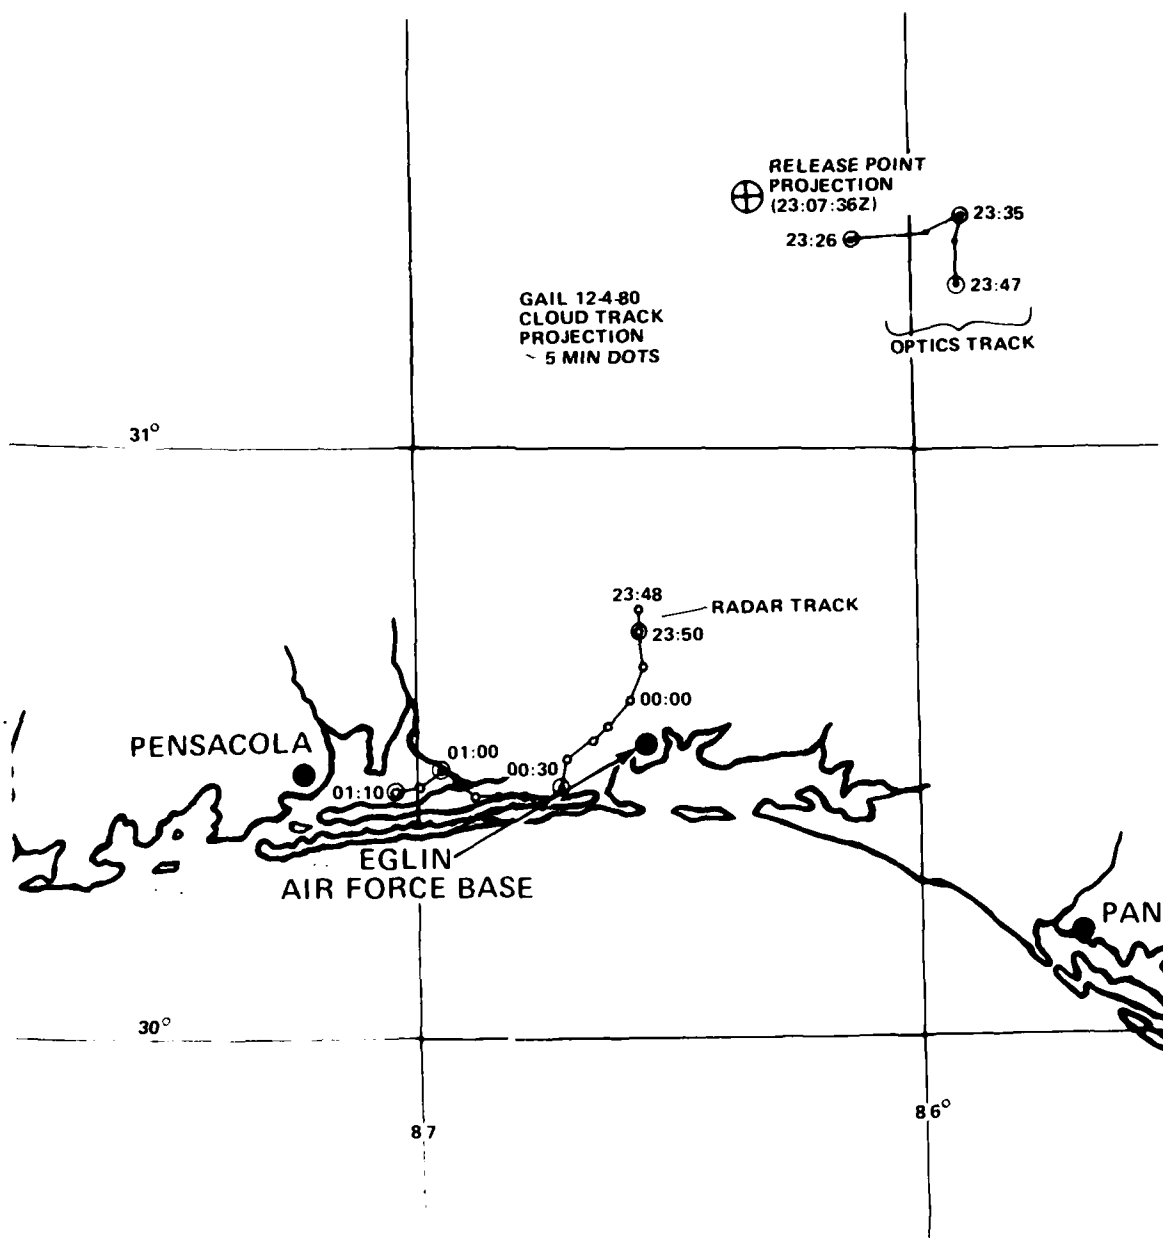 RELEASE POINT
PROJECTION
(23:07:36Z)
23:35
23:26
23:47
GAIL 12-4-80
CLOUD TRACK
PROJECTION
~ 5 MIN DOTS
OPTICS TRACK
31°
23:48
RADAR TRACK
23:50
00:00
PENSACOLA
01:00
00:30
01:10
EGLIN
AIR FORCE BASE
PAN
30°
86°
87